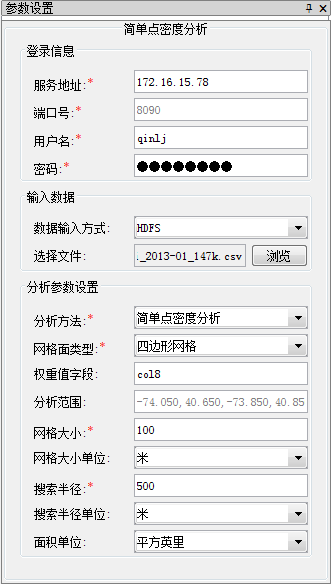 参数设置
简单点密度分析
登录信息
服务地址:* 172.16.15.78
端口号:* 8090
用户名:* qinlj
密码:* ●●●●●●●●
输入数据
数据输入方式: HDFS
选择文件: ._2013-01_147k.csv 浏览
分析参数设置
分析方法:* 简单点密度分析
网格面类型:* 四边形网格
权重值字段: col8
分析范围: -74.050,40.650,-73.850,40.85
网格大小:* 100
网格大小单位: 米
搜索半径:* 500
搜索半径单位: 米
面积单位: 平方英里